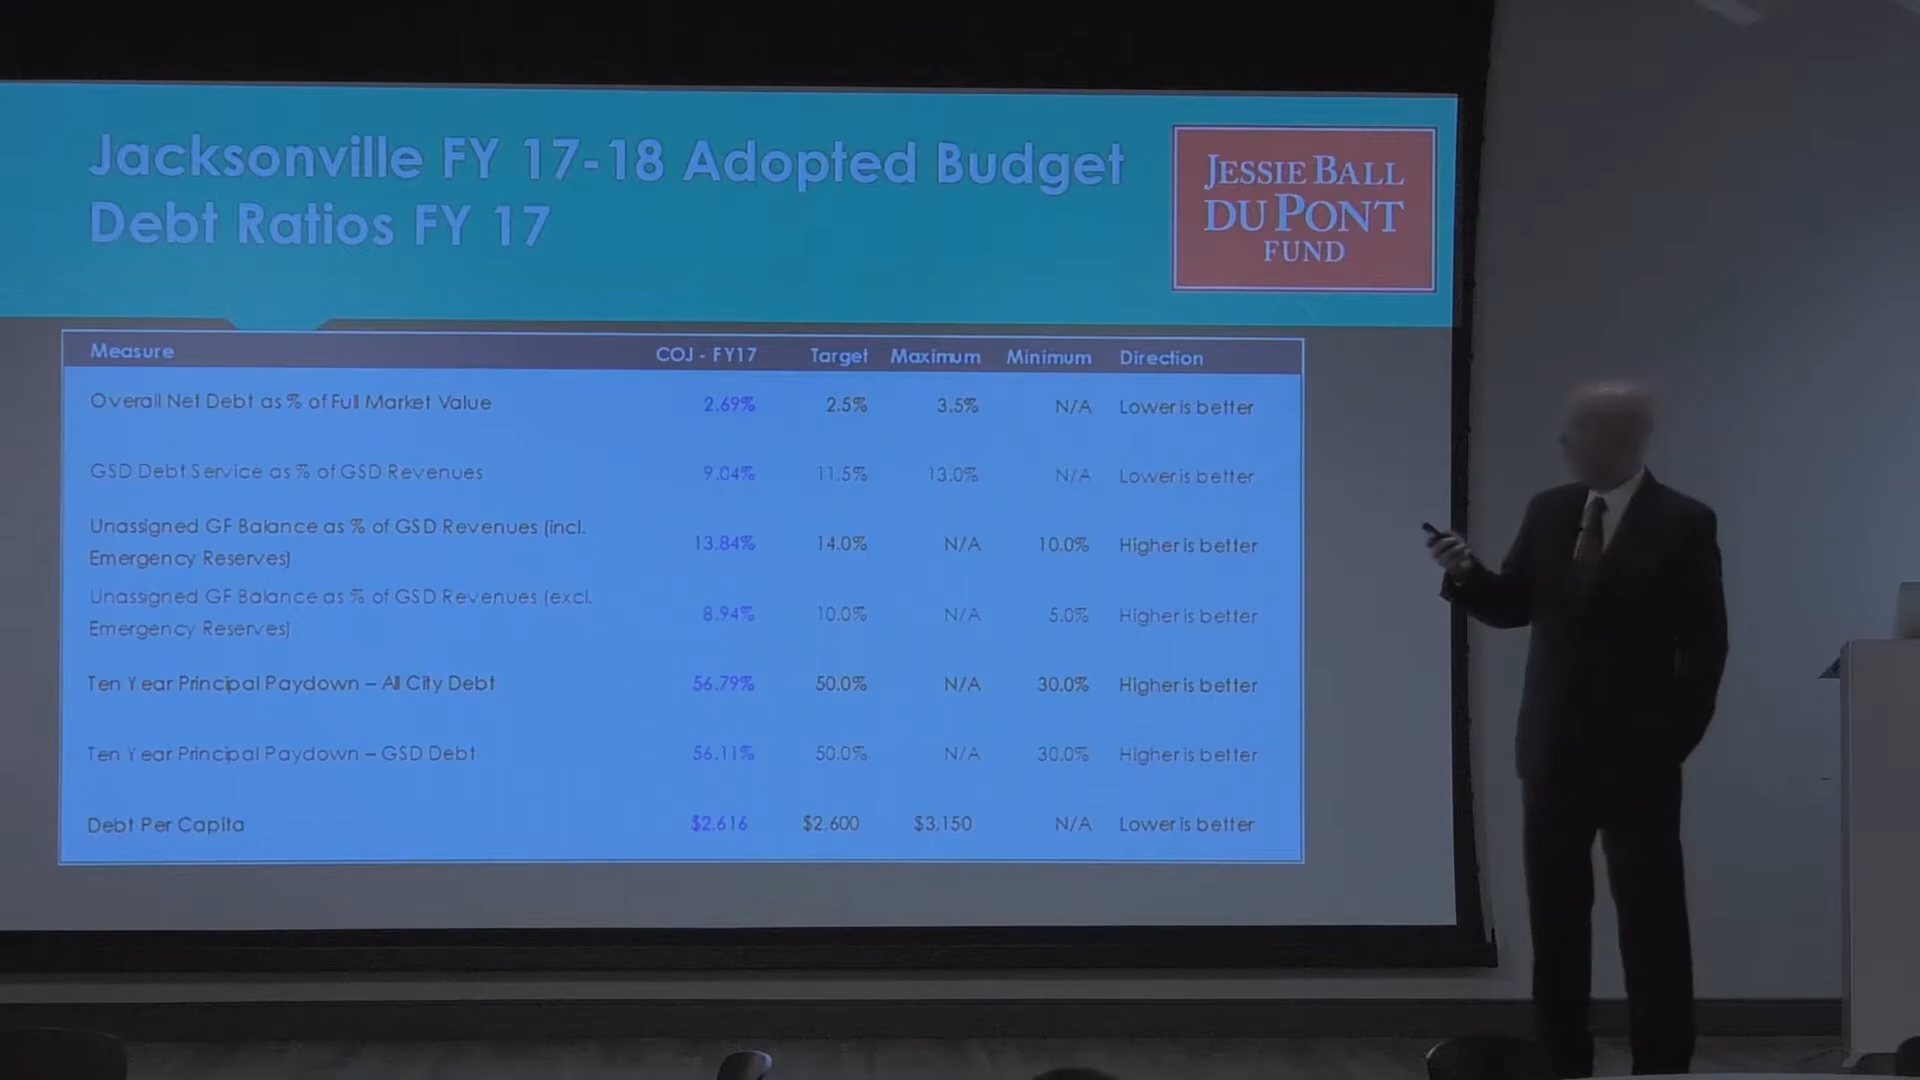 Jacksonville FY 17-18 Adopted Budget
Debt Ratios FY 17
JESSIE BALL
DUPONT
FUND
Measure COJ - FY17 Target Maximum Minimum Direction
Overall Net Debt as % of Full Market Value 2.69% 2.5% 3.5% N/A Lower is better
GSD Debt Service as % of GSD Revenues 9.04% 11.5% 13.0% N/A Lower is better
Unassigned GF Balance as % of GSD Revenues (incl.
Emergency Reserves) 13.84% 14.0% N/A 10.0% Higher is better
Unassigned GF Balance as % of GSD Revenues (excl.
Emergency Reserves) 8.94% 10.0% N/A 5.0% Higher is better
Ten Year Principal Paydown – All City Debt 56.79% 50.0% N/A 30.0% Higher is better
Ten Year Principal Paydown – GSD Debt 56.11% 50.0% N/A 30.0% Higher is better
Debt Per Capita $2,616 $2,600 $3,150 N/A Lower is better